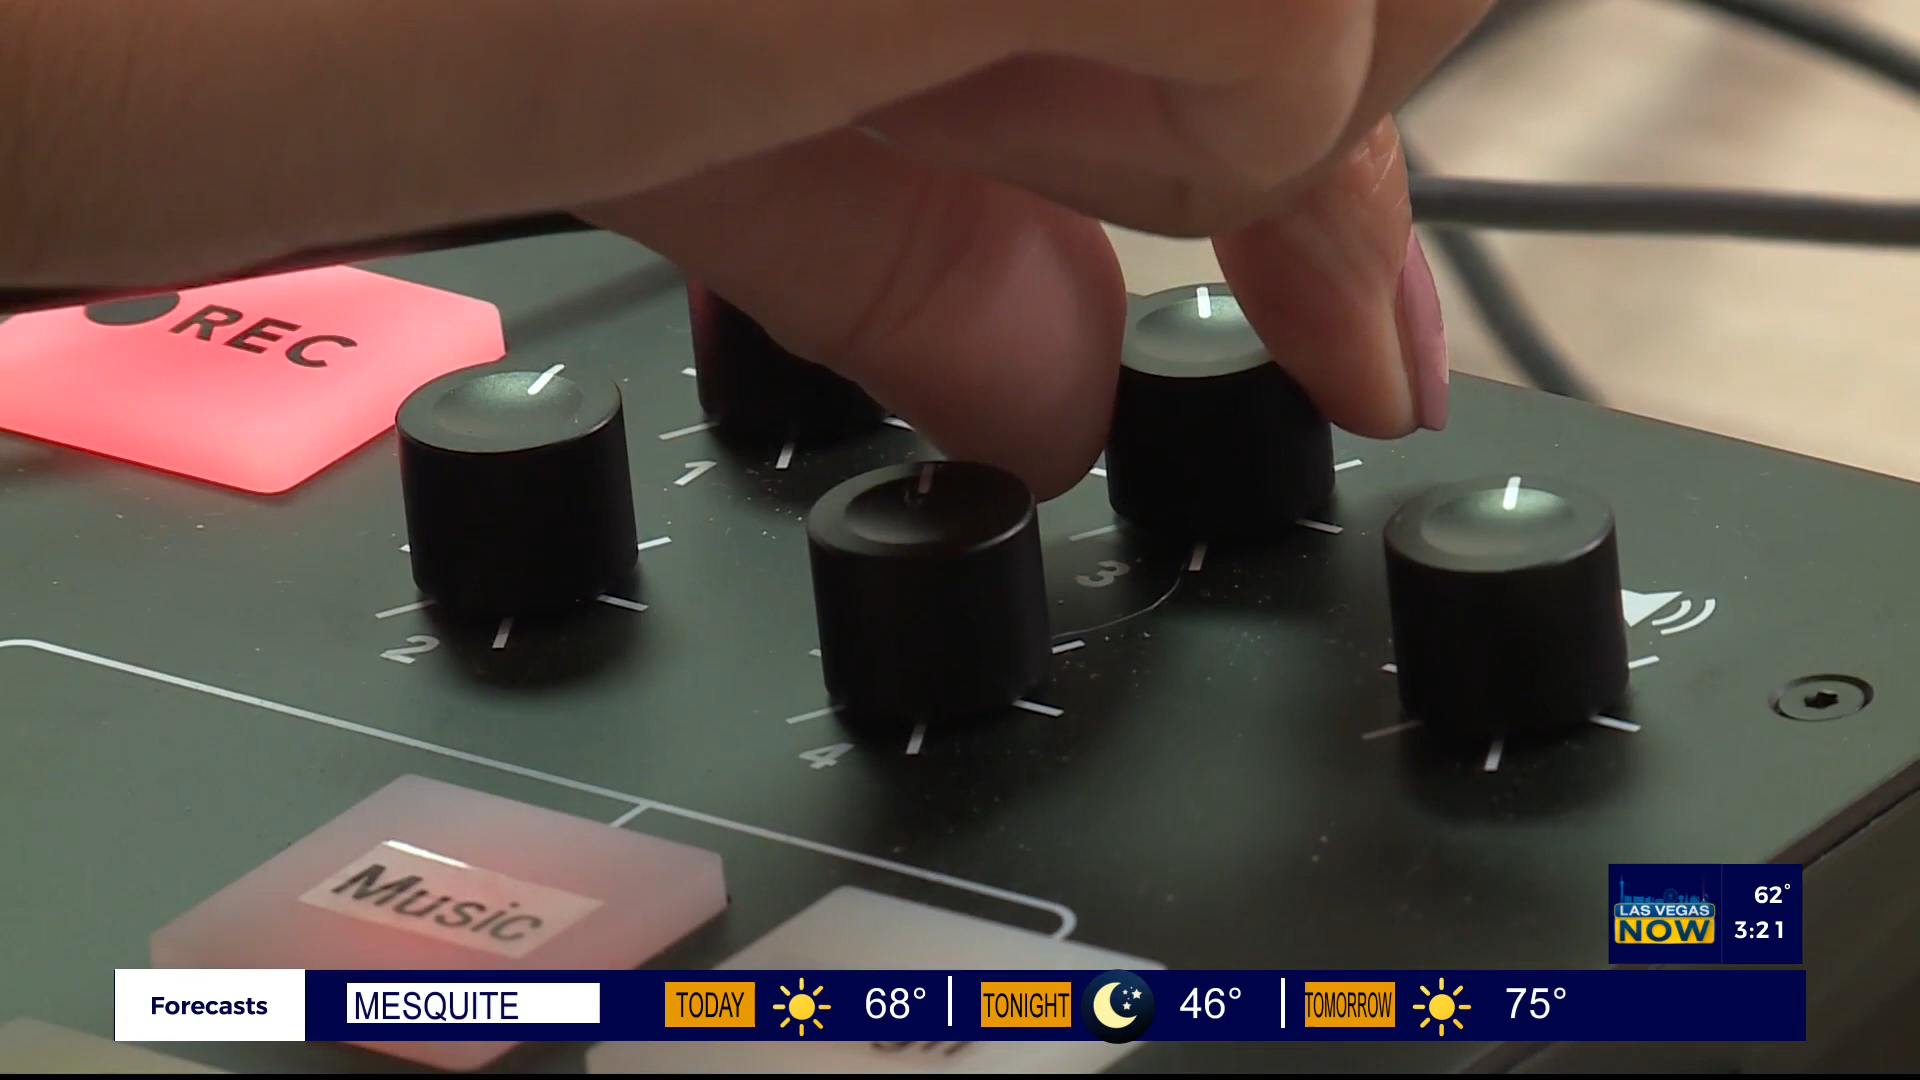 REC
1
2
3
4
Music
LAS VEGAS
NOW
62°
3:21
Forecasts
MESQUITE
TODAY
68°
TONIGHT
46°
TOMORROW
75°